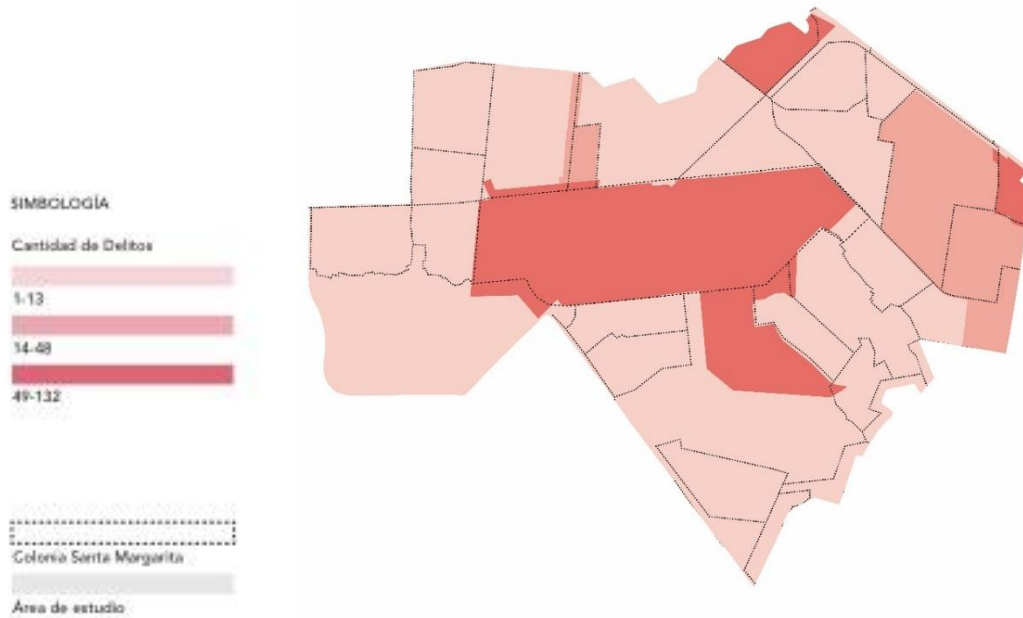 SIMBOLOGÍA
Cantidad de Delitos
1-13
14-48
49-132
Colonia Santa Margarita
Área de estudio